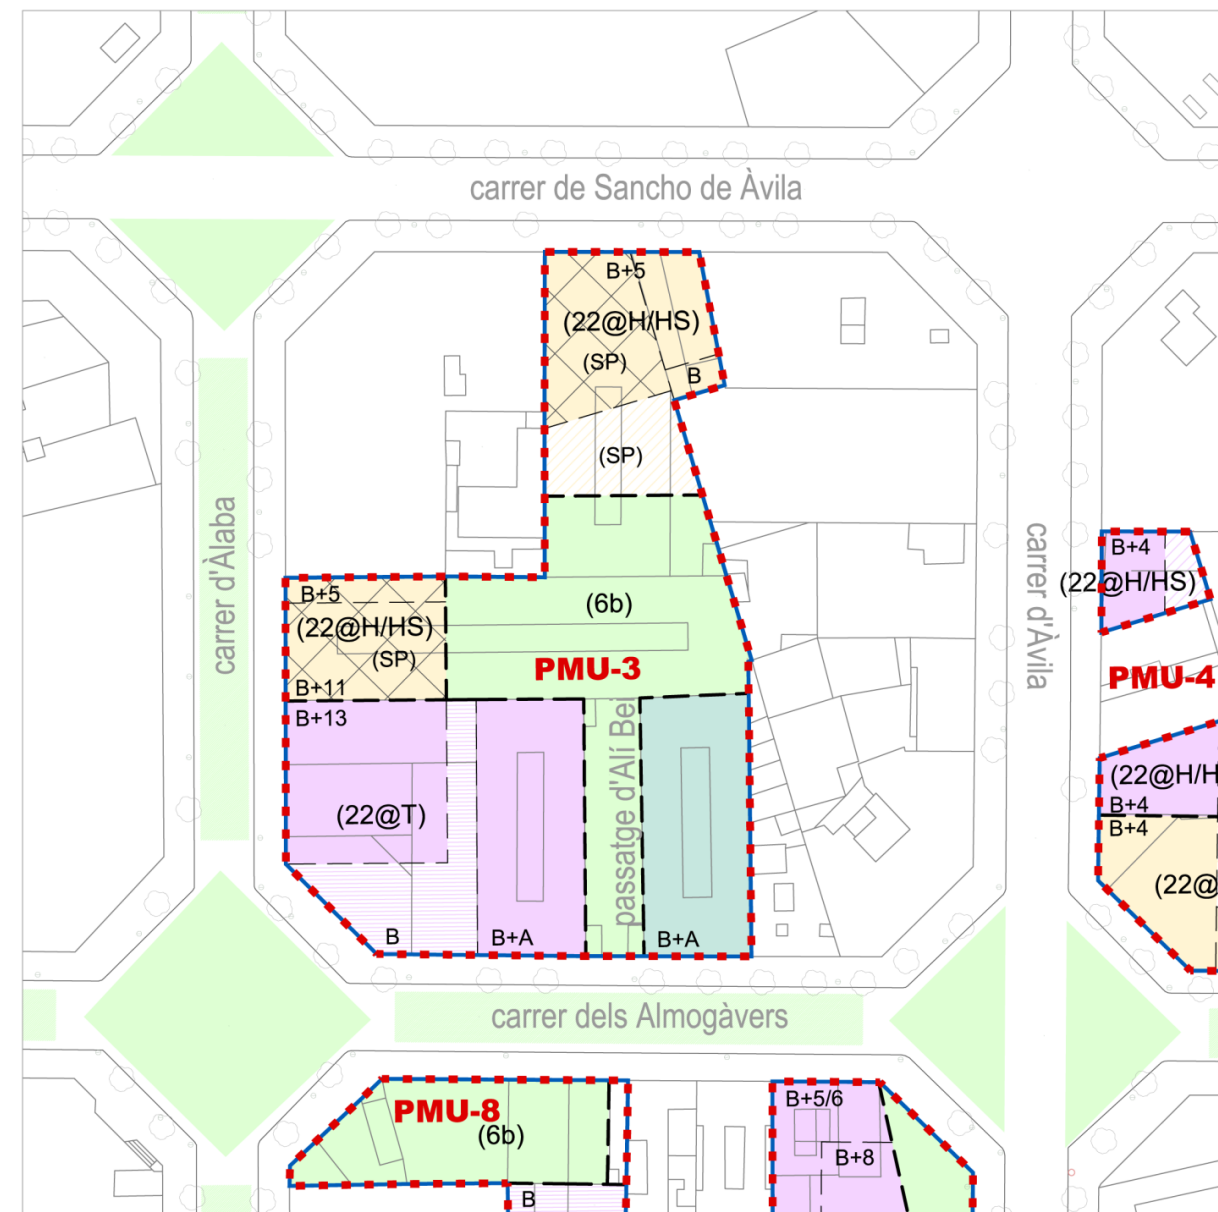 carrer de Sancho de Àvila
B+5
(22@H/HS)
(SP)
B
(SP)
carrer d'Àlaba
carrer d'Àvila
B+4
(22@H/HS)
B+5
(22@H/HS)
(SP)
B+11
(6b)
PMU-3
PMU-4
B+13
(22@T)
passatge d'Alí Bei
(22@H/H
B+4
B+4
(22@
B
B+A
B+A
carrer dels Almogàvers
PMU-8
(6b)
B+5/6
B+8
B